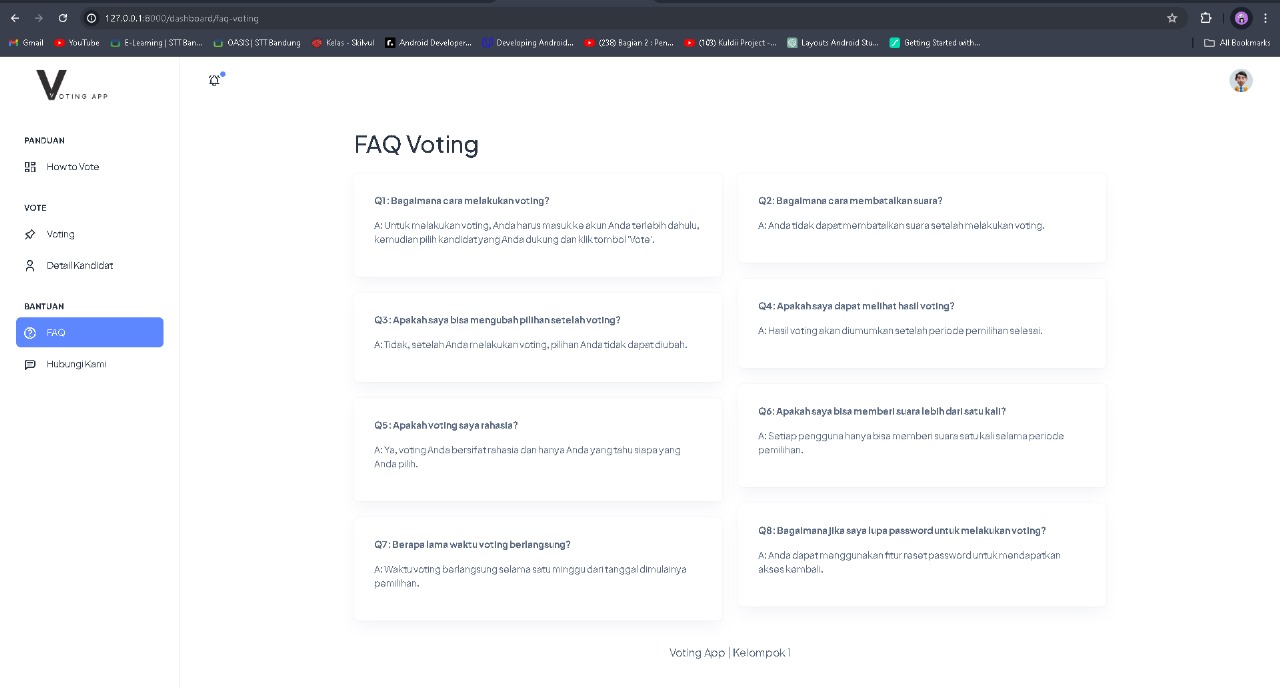 127.0.0.1:8000/dashboard/faq-voting
Gmail
YouTube
E-Learning | STT Ban...
OASIS | STT Bandung
Kelas - Skilvul
Android Developer...
Developing Android...
(238) Bagian 2 : Pen...
(103) Kuldii Project -...
Layouts Android Stu...
Getting Started with...
All Bookmarks
VOTING APP
PANDUAN
How to Vote
VOTE
Voting
Detail Kandidat
BANTUAN
FAQ
Hubungi Kami
FAQ Voting
Q1: Bagaimana cara melakukan voting?
A: Untuk melakukan voting, Anda harus masuk ke akun Anda terlebih dahulu,
kemudian pilih kandidat yang Anda dukung dan klik tombol 'Vote'.
Q2: Bagaimana cara membatalkan suara?
A: Anda tidak dapat membatalkan suara setelah melakukan voting.
Q3: Apakah saya bisa mengubah pilihan setelah voting?
A: Tidak, setelah Anda melakukan voting, pilihan Anda tidak dapat diubah.
Q4: Apakah saya dapat melihat hasil voting?
A: Hasil voting akan diumumkan setelah periode pemilihan selesai.
Q5: Apakah voting saya rahasia?
A: Ya, voting Anda bersifat rahasia dan hanya Anda yang tahu siapa yang
Anda pilih.
Q6: Apakah saya bisa memberi suara lebih dari satu kali?
A: Setiap pengguna hanya bisa memberi suara satu kali selama periode
pemilihan.
Q7: Berapa lama waktu voting berlangsung?
A: Waktu voting berlangsung selama satu minggu dari tanggal dimulainya
pemilihan.
Q8: Bagaimana jika saya lupa password untuk melakukan voting?
A: Anda dapat menggunakan fitur reset password untuk mendapatkan
akses kembali.
Voting App | Kelompok 1